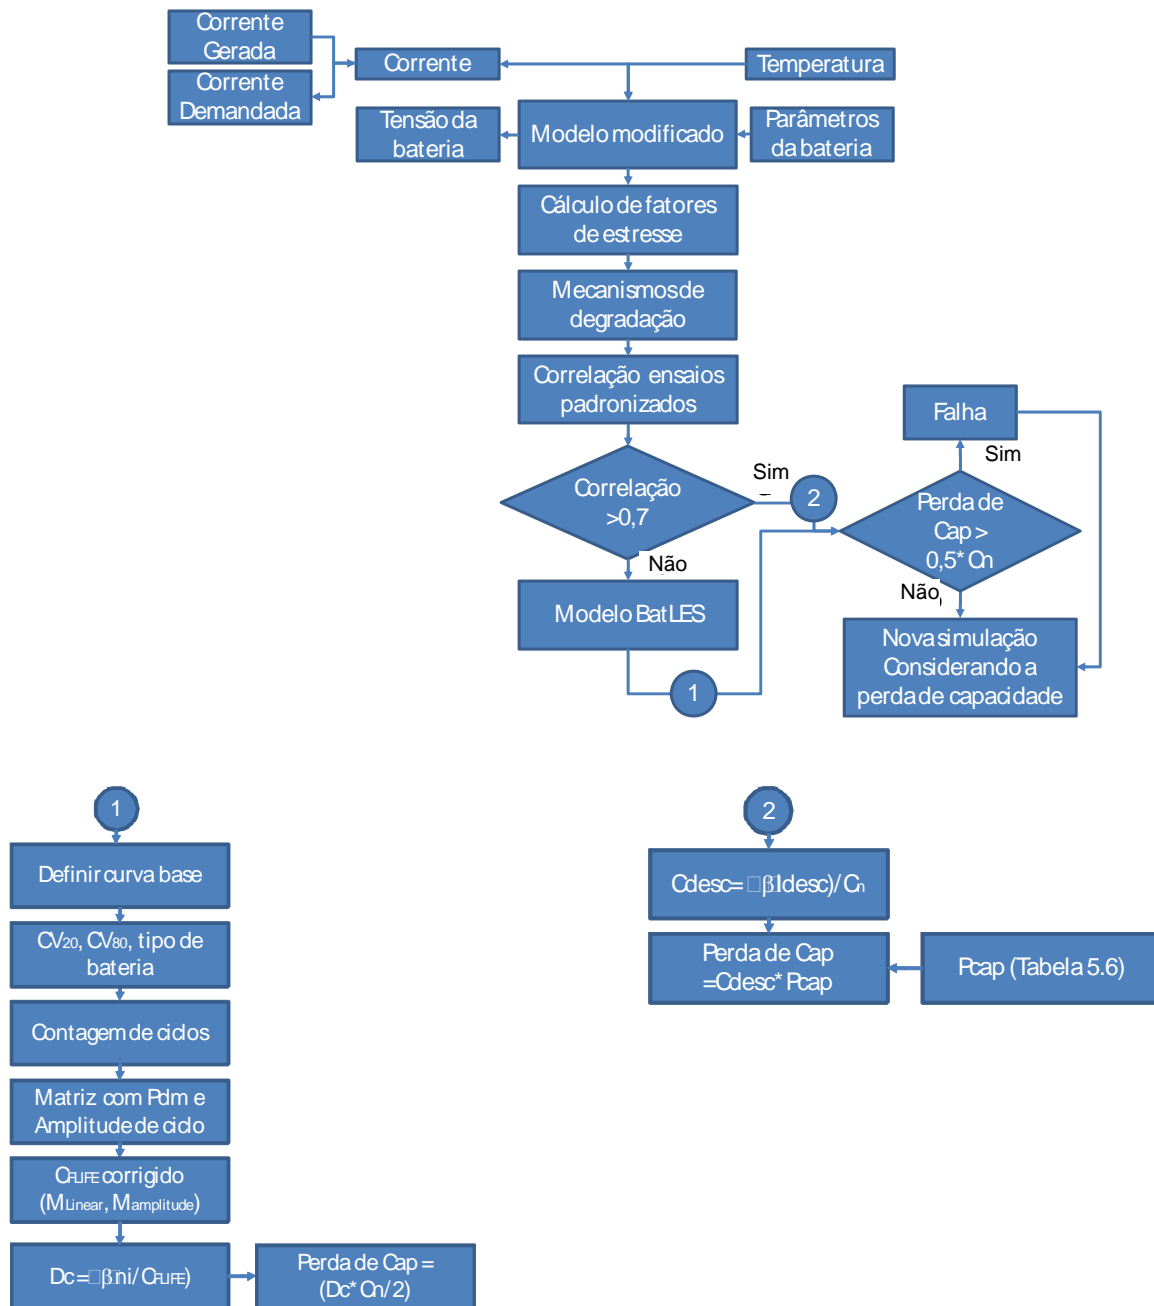 Corrente
Gerada
Corrente
Demandada
Corrente
Temperatura
Tensão da
bateria
Modelo modificado
Parâmetros
da bateria
Cálculo de fatores
de estresse
Mecanismos de
degradação
Correlação ensaios
padronizados
Correlação
>0,7
Sim
2
Não
Modelo BatLES
1
Falha
Sim
Perda de
Cap >
0,5* Cn
Não
Nova simulação
Considerando a
perda de capacidade
1
Definir curva base
CV20, CV80, tipo de
bateria
Contagem de ciclos
Matriz com Pdm e
Amplitude de ciclo
CFLIFE corrigido
(MLinear, Mamplitude)
Dc=□β□ni/CFLIFE)
Perda de Cap =
(Dc* Cn/2)
2
Cdesc= □β□Idesc)/Cn
Perda de Cap
=Cdesc* Pcap
Pcap (Tabela 5.6)